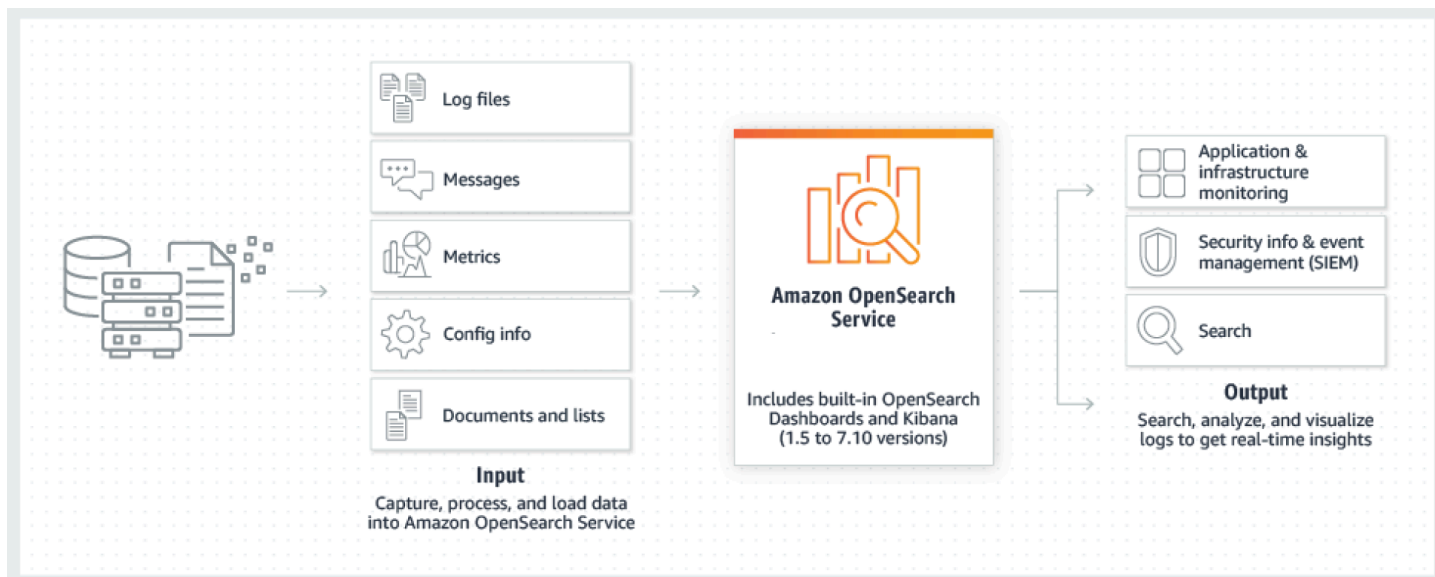 Log files
Messages
Metrics
Config info
Documents and lists
Input
Capture, process, and load data
into Amazon OpenSearch Service
Amazon OpenSearch
Service
Includes built-in OpenSearch
Dashboards and Kibana
(1.5 to 7.10 versions)
Application &
infrastructure
monitoring
Security info & event
management (SIEM)
Search
Output
Search, analyze, and visualize
logs to get real-time insights